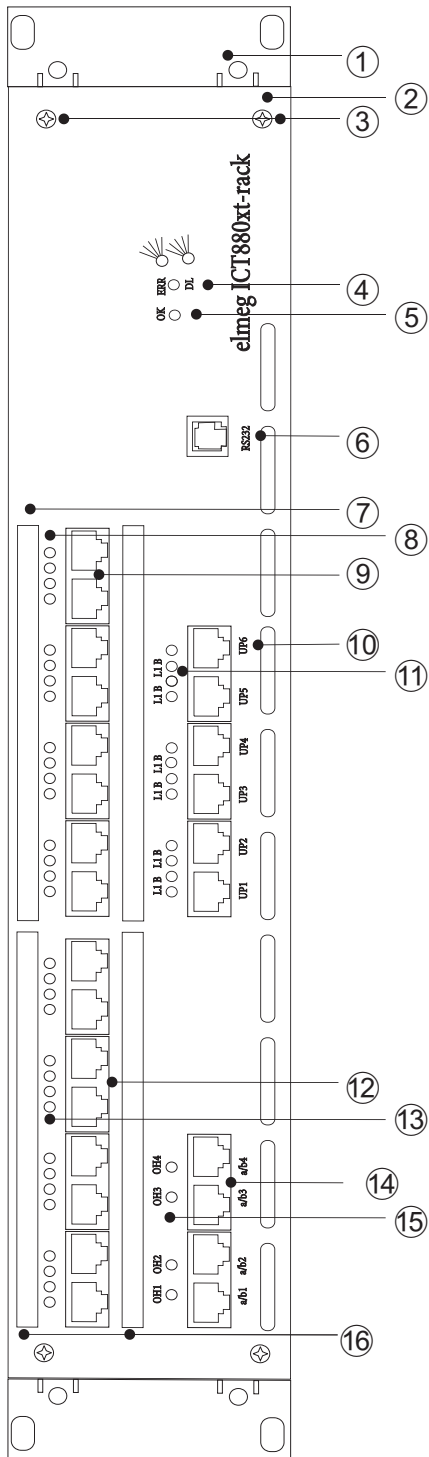 1
2
3
elmeg ICT880xt-rack
ERR
DL
4
OK
5
6
RS232
7
8
9
10
UP6
L1 B
11
L1 B
UP5
L1 B
UP4
L1 B
UP3
L1 B
UP2
L1 B
UP1
12
13
OH4
a/b4
14
OH3
a/b3
15
OH2
a/b2
OH1
a/b1
16